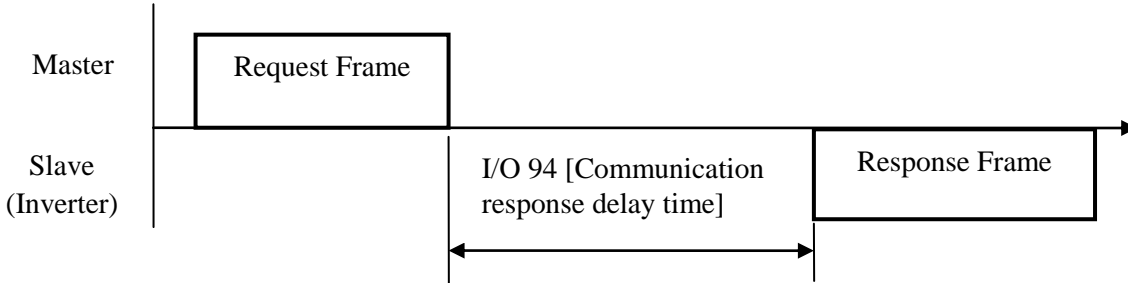 Master
Request Frame
Slave
(Inverter)
I/O 94 [Communication
response delay time]
Response Frame